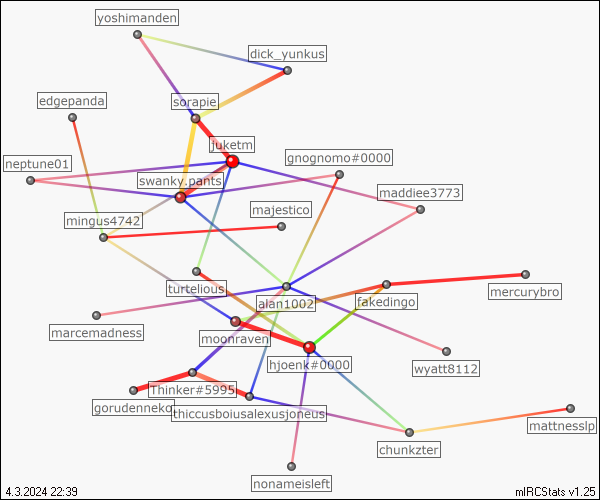 yoshimanden
dick_yunkus
edgepanda
sorapie
juketm
gnognomo#0000
neptune01
swanky.pants
maddiee3773
majestico
mingus4742
turtelious
alan1002
fakedingo
mercurybro
marcemadness
moonraven
hjoenk#0000
wyatt8112
Thinker#5995
gorudenneko
thiccusboiusalexusjoneus
mattnesslp
chunkzter
nonameisleft
4.3.2024 22:39
mIRCStats v1.25